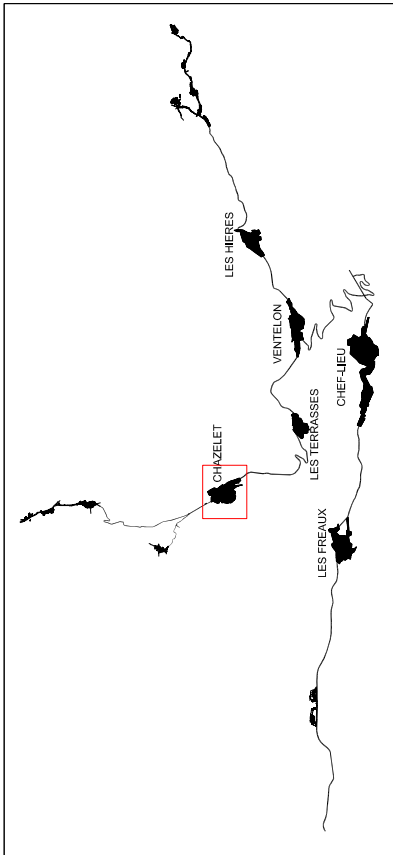 LES HIERES
VENTELON
CHEF-LIEU
LES TERRASSES
CHAZELET
LES FREAUX